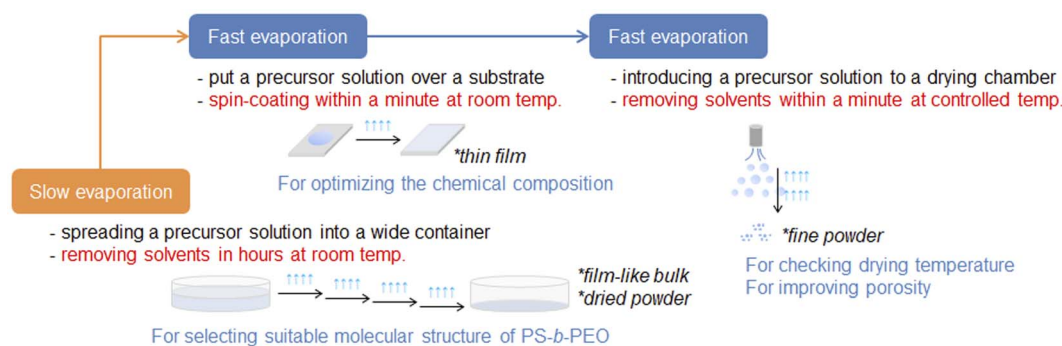 Fast evaporation
- put a precursor solution over a substrate
- spin-coating within a minute at room temp.
*thin film
For optimizing the chemical composition
Fast evaporation
- introducing a precursor solution to a drying chamber
- removing solvents within a minute at controlled temp.
*fine powder
For checking drying temperature
For improving porosity
Slow evaporation
- spreading a precursor solution into a wide container
- removing solvents in hours at room temp.
*film-like bulk
*dried powder
For selecting suitable molecular structure of PS-b-PEO